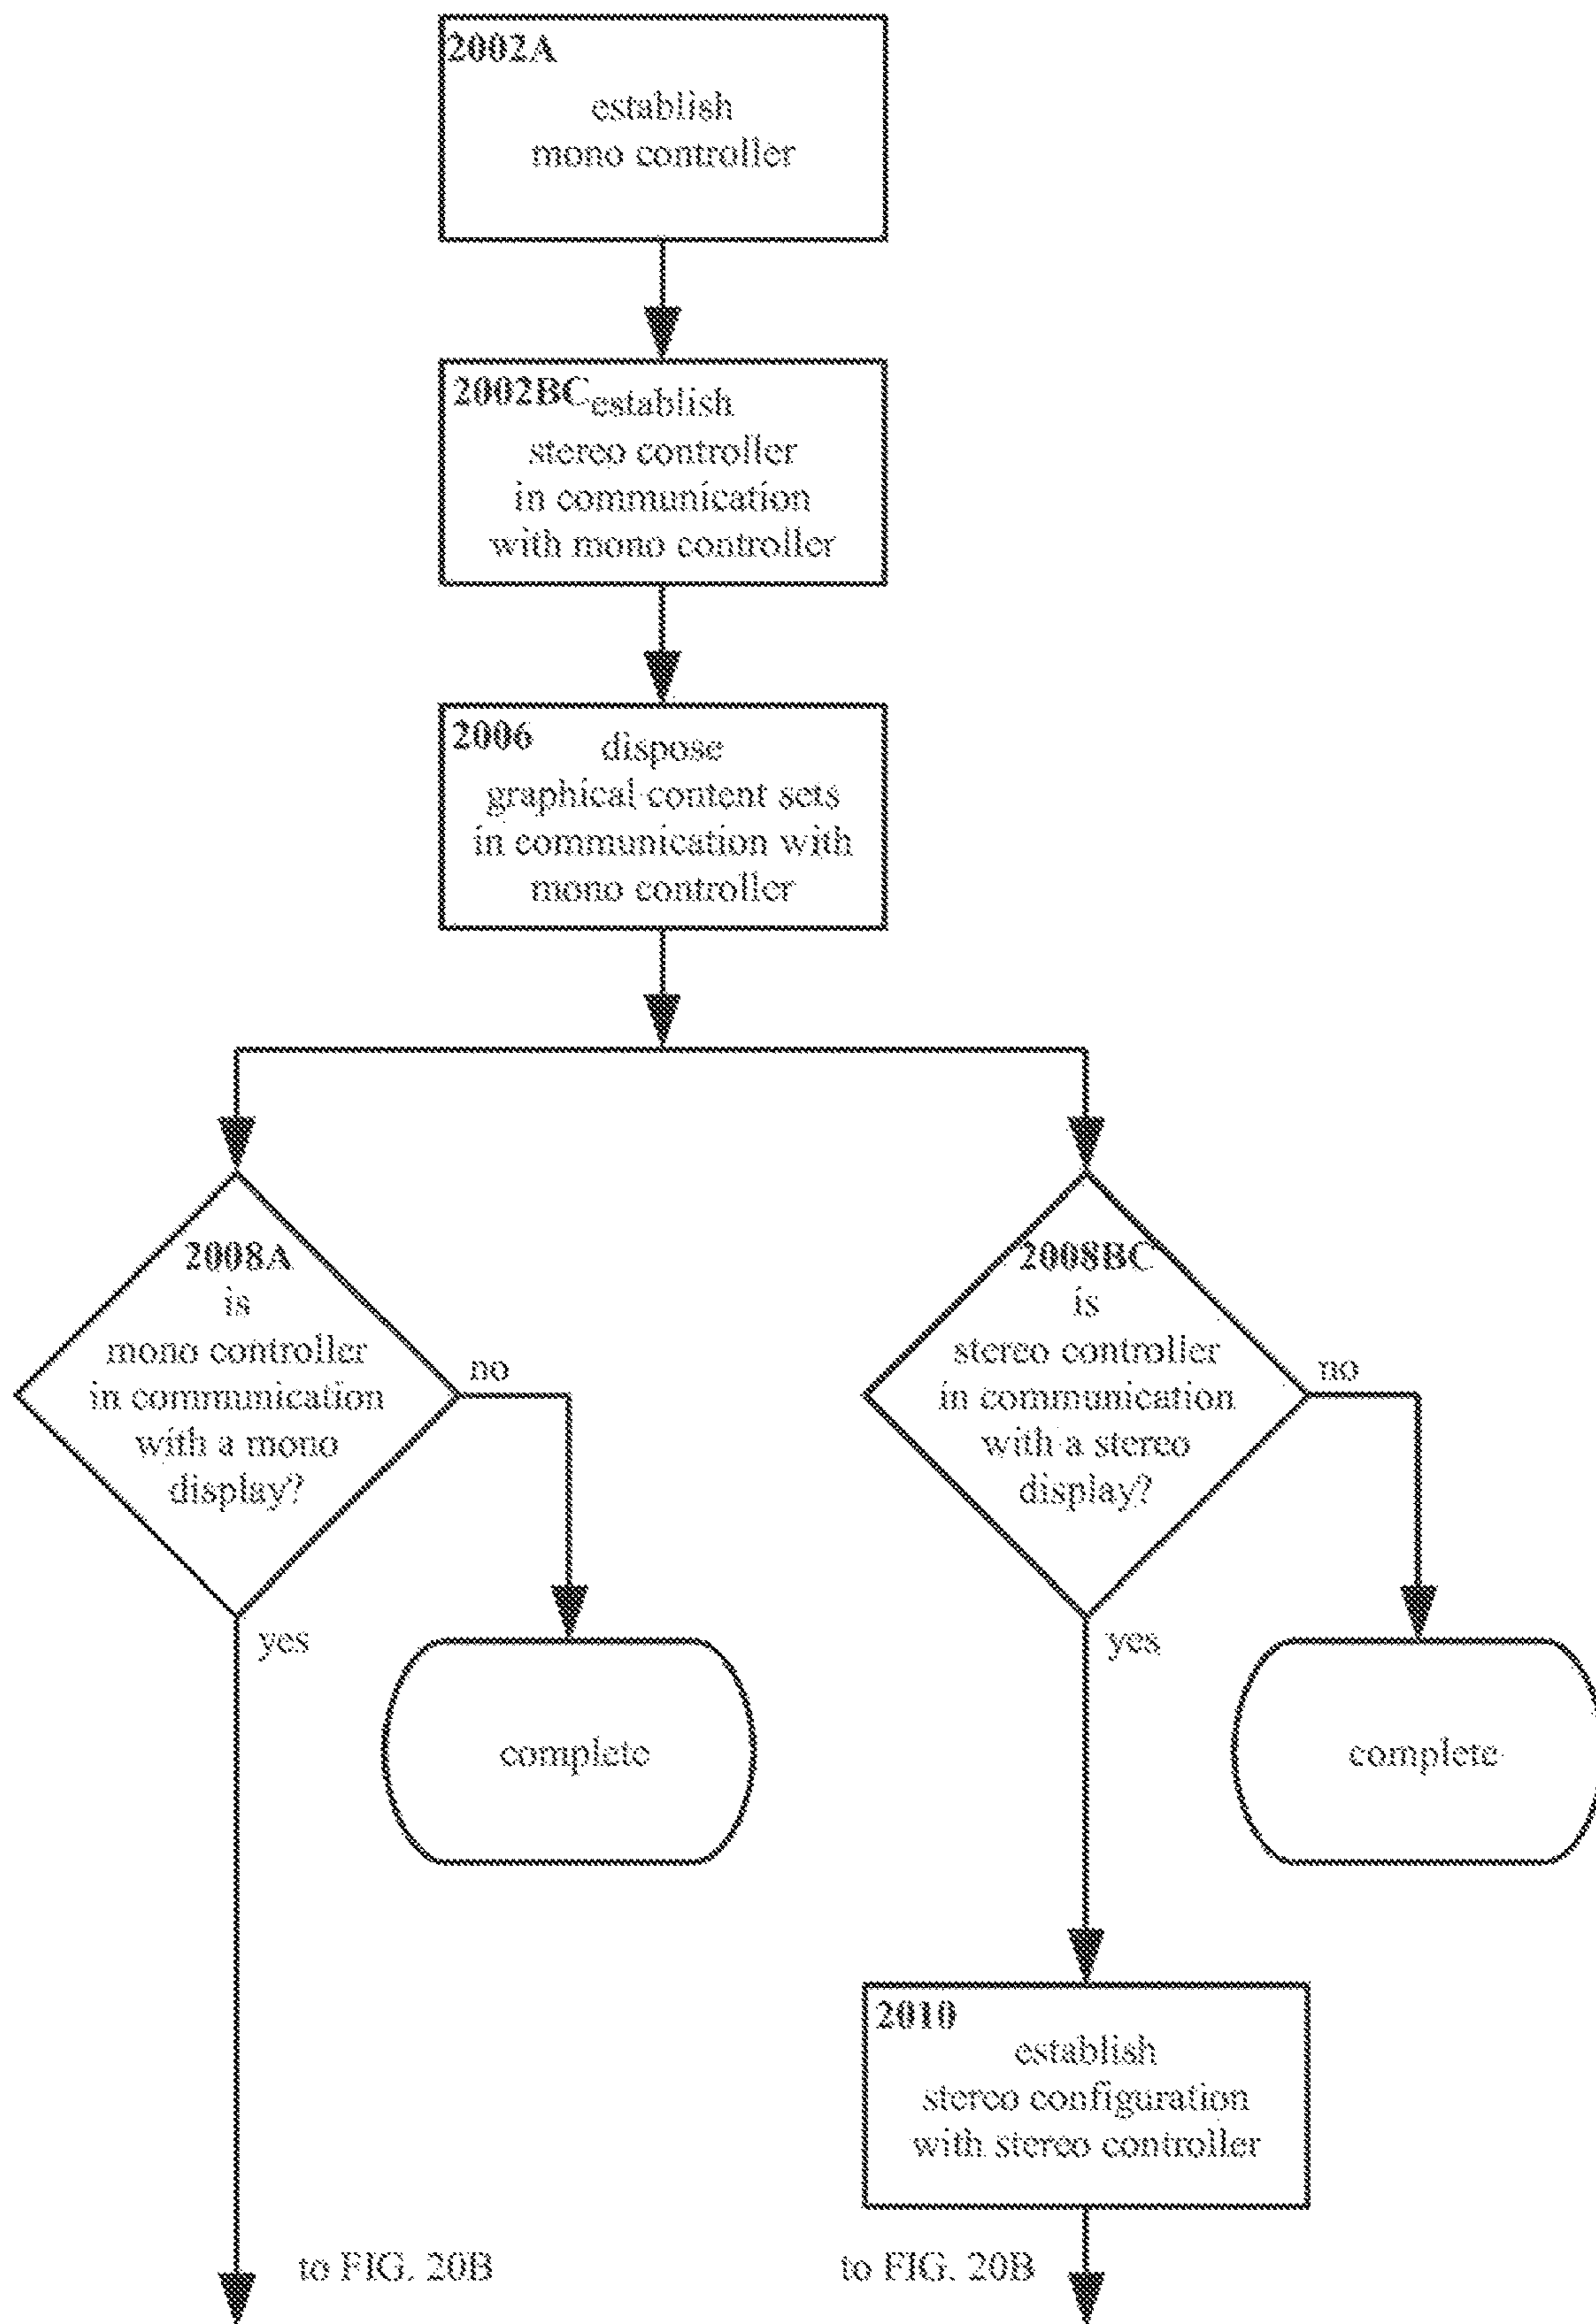 2002A
establish
mono controller
2002BC establish
stereo controller
in communication
with mono controller
2006 dispose
graphical content sets
in communication with
mono controller
2008A
is
mono controller
in communication
with a mono
display?
no
yes
complete
2008BC
is
stereo controller
in communication
with a stereo
display?
no
yes
complete
2010
establish
stereo configuration
with stereo controller
to FIG. 20B
to FIG. 20B